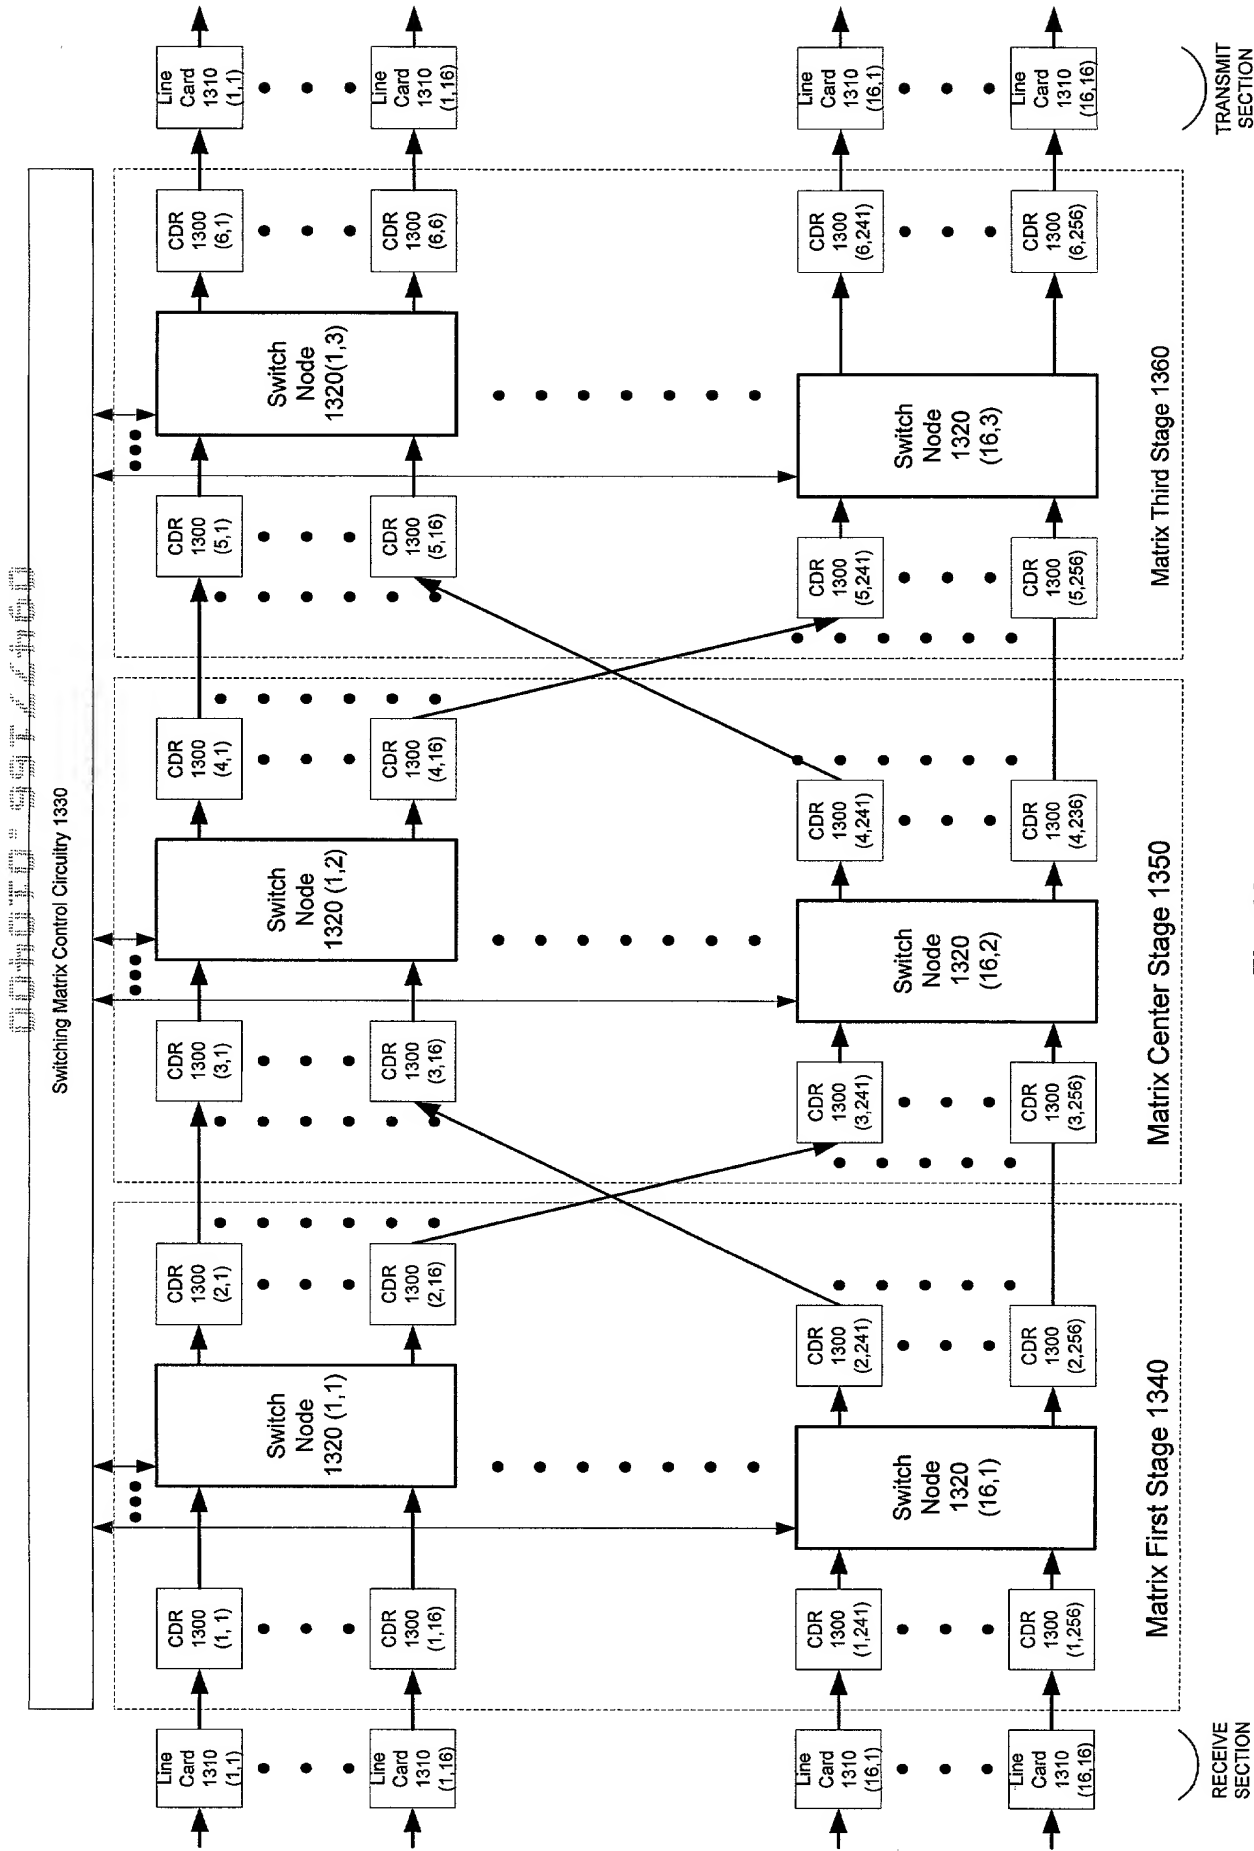 Switching Matrix Control Circuitry 1330
Line
Card
1310
(1,1)
Line
Card
1310
(1,16)
Line
Card
1310
(16,1)
Line
Card
1310
(16,16)
RECEIVE
SECTION
CDR
1300
(1, 1)
CDR
1300
(1,16)
CDR
1300
(1,241)
CDR
1300
(1,256)
Switch
Node
1320 (1,1)
Switch
Node
1320
(16,1)
CDR
1300
(2,1)
CDR
1300
(2,16)
CDR
1300
(2,241)
CDR
1300
(2,256)
Matrix First Stage 1340
CDR
1300
(3,1)
CDR
1300
(3,16)
CDR
1300
(3,241)
CDR
1300
(3,256)
Switch
Node
1320 (1,2)
Switch
Node
1320
(16,2)
CDR
1300
(4,1)
CDR
1300
(4,16)
CDR
1300
(4,241)
CDR
1300
(4,236)
Matrix Center Stage 1350
CDR
1300
(5,1)
CDR
1300
(5,16)
CDR
1300
(5,241)
CDR
1300
(5,256)
Switch
Node
1320(1,3)
Switch
Node
1320
(16,3)
CDR
1300
(6,1)
CDR
1300
(6,6)
CDR
1300
(6,241)
CDR
1300
(6,256)
Matrix Third Stage 1360
Line
Card
1310
(1,1)
Line
Card
1310
(1,16)
Line
Card
1310
(16,1)
Line
Card
1310
(16,16)
TRANSMIT
SECTION